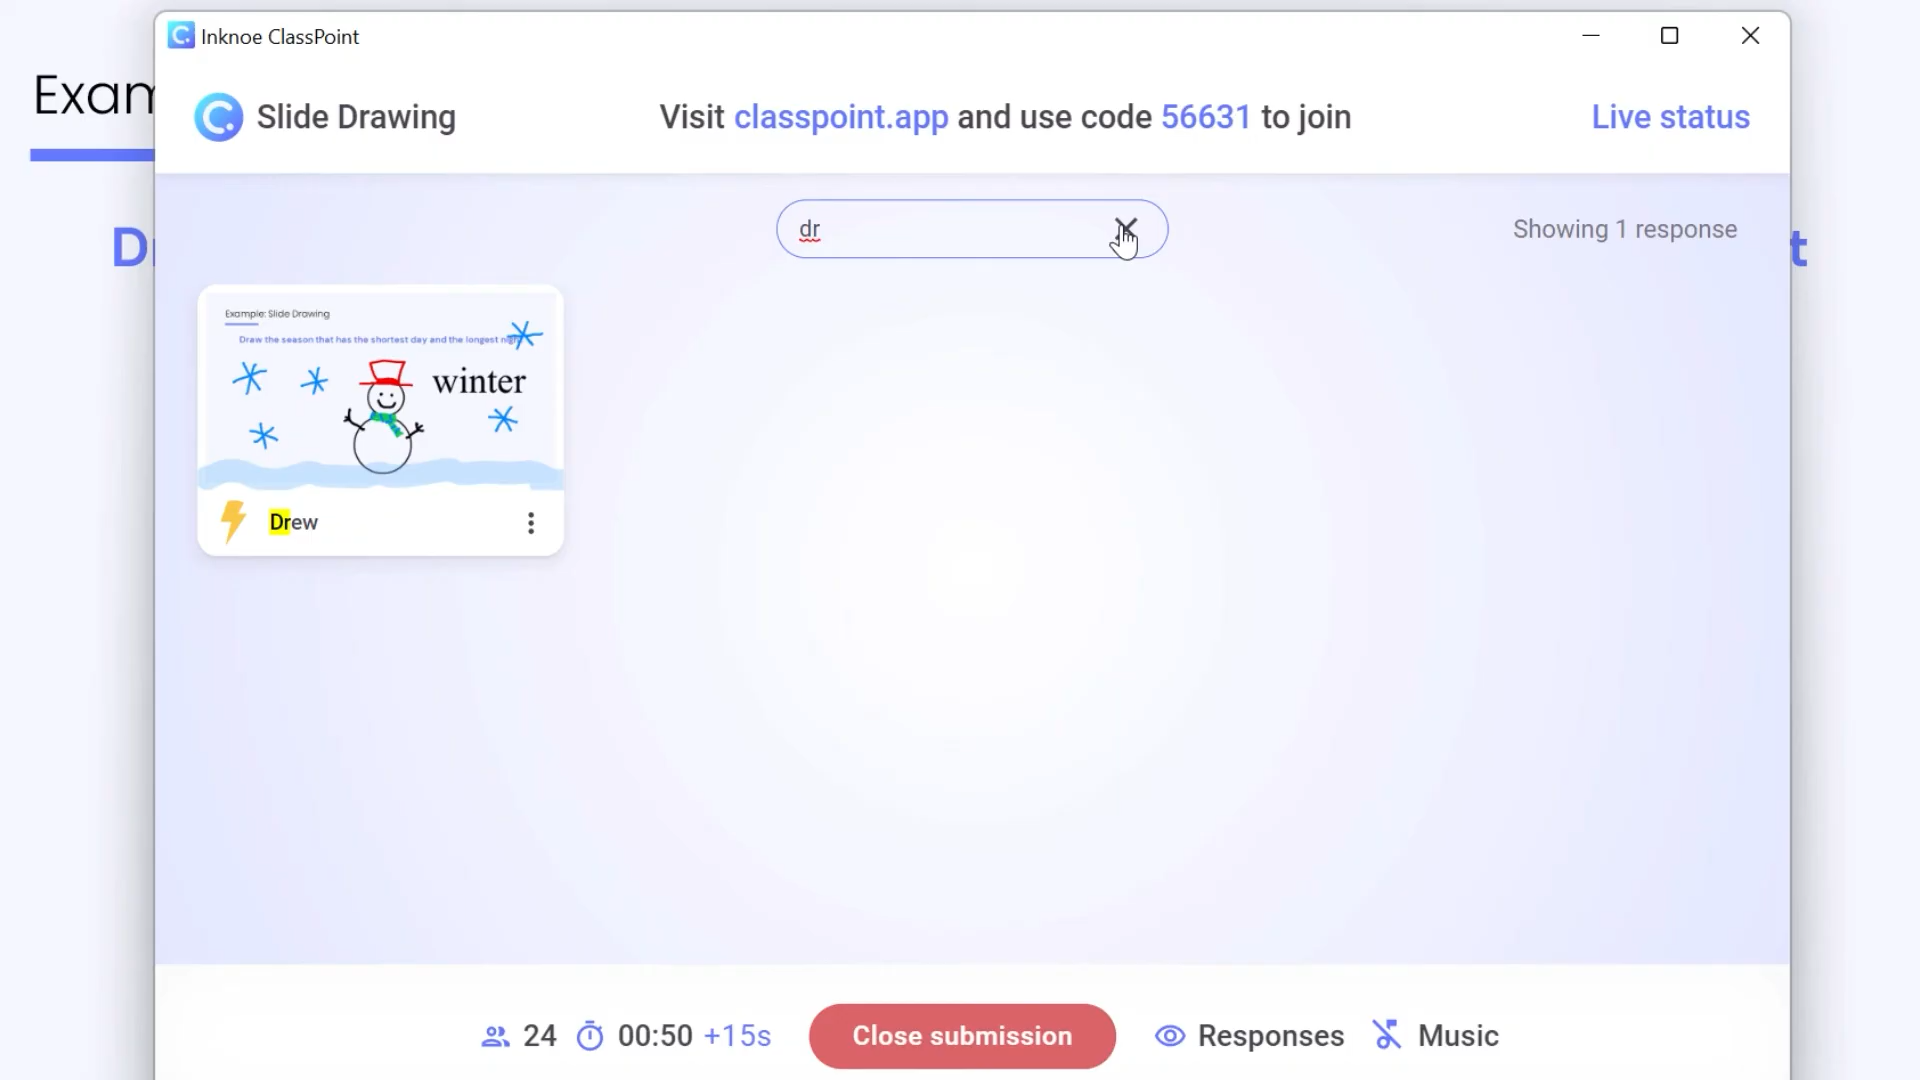 Inknoe ClassPoint
Exam
Slide Drawing
Visit classpoint.app and use code 56631 to join
Live status
dr
Showing 1 response
Example: Slide Drawing
Draw the season that has the shortest day and the longest night
winter
Drew
24
00:50 +15s
Close submission
Responses
Music